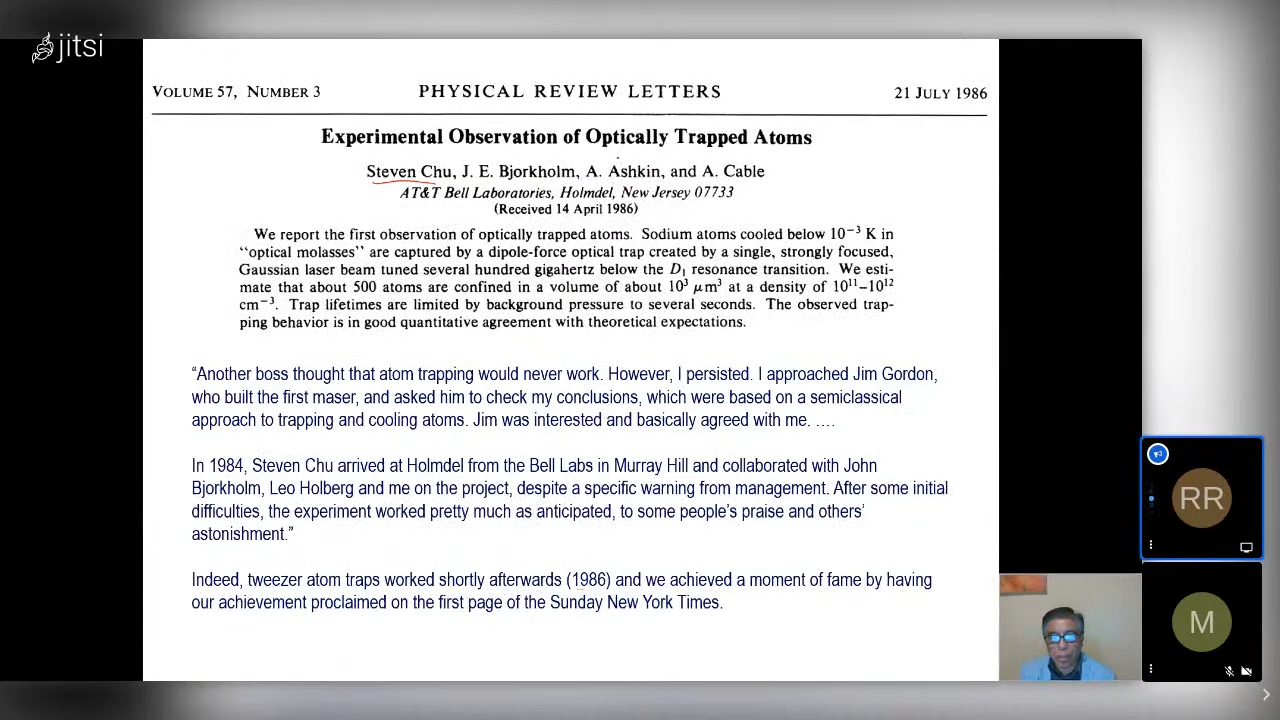 jitsi
VOLUME 57, NUMBER 3 PHYSICAL REVIEW LETTERS 21 JULY 1986
Experimental Observation of Optically Trapped Atoms
Steven Chu, J. E. Bjorkholm, A. Ashkin, and A. Cable
AT&T Bell Laboratories, Holmdel, New Jersey 07733
(Received 14 April 1986)
We report the first observation of optically trapped atoms. Sodium atoms cooled below 10⁻³ K in
‘‘optical molasses’’ are captured by a dipole-force optical trap created by a single, strongly focused,
Gaussian laser beam tuned several hundred gigahertz below the D₁ resonance transition. We esti-
mate that about 500 atoms are confined in a volume of about 10³ μm³ at a density of 10¹¹–10¹²
cm⁻³. Trap lifetimes are limited by background pressure to several seconds. The observed trap-
ping behavior is in good quantitative agreement with theoretical expectations.
“Another boss thought that atom trapping would never work. However, I persisted. I approached Jim Gordon,
who built the first maser, and asked him to check my conclusions, which were based on a semiclassical
approach to trapping and cooling atoms. Jim was interested and basically agreed with me. ….
In 1984, Steven Chu arrived at Holmdel from the Bell Labs in Murray Hill and collaborated with John
Bjorkholm, Leo Holberg and me on the project, despite a specific warning from management. After some initial
difficulties, the experiment worked pretty much as anticipated, to some people’s praise and others’
astonishment.”
Indeed, tweezer atom traps worked shortly afterwards (1986) and we achieved a moment of fame by having
our achievement proclaimed on the first page of the Sunday New York Times.
RR
M